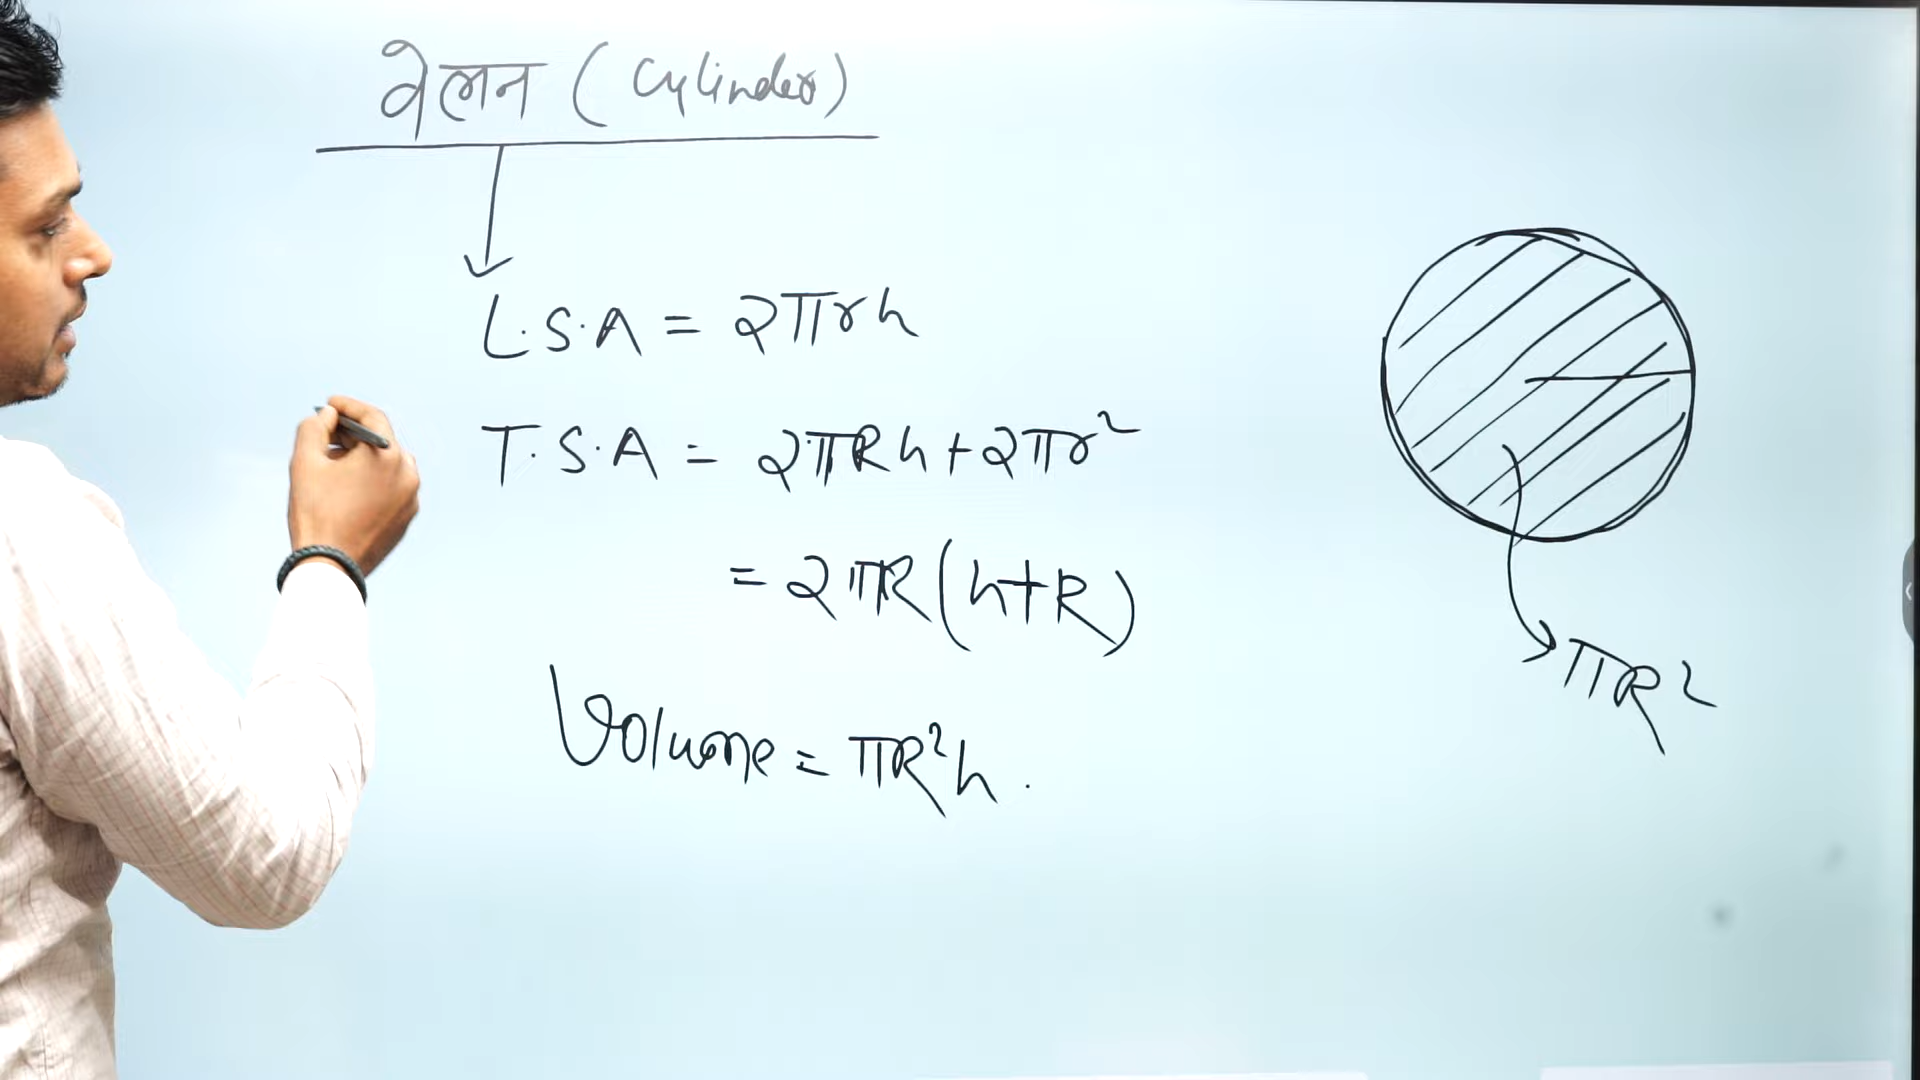 वेलन (Cylinder)
L.S.A = 2πrh
T.S.A = 2πRh+2πr²
= 2πR(h+R)
Volume = πR²h.
πR²